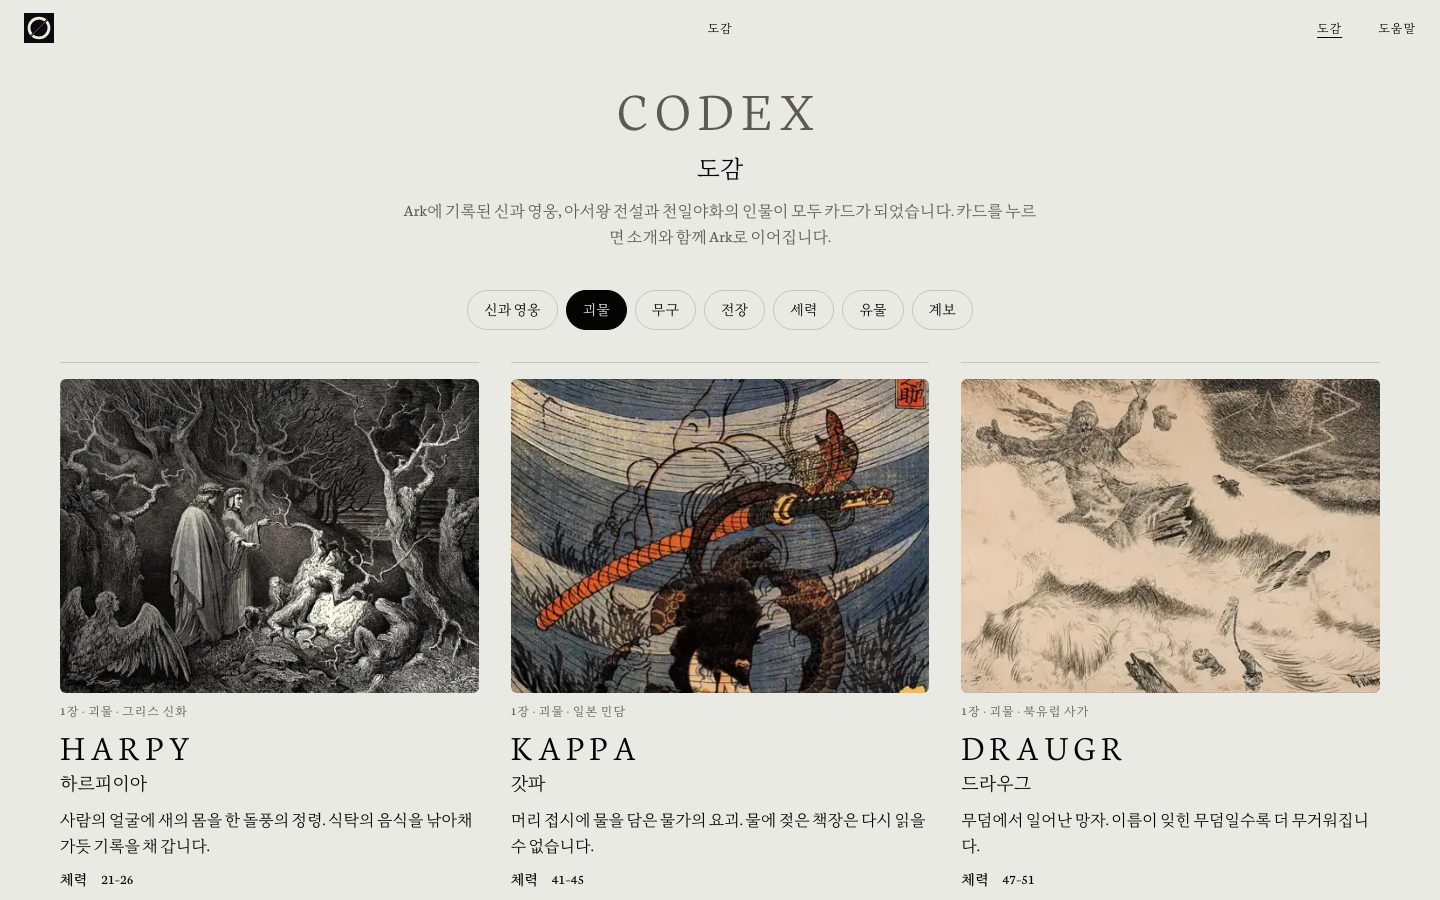 도감
도감
도움말
CODEX
도감
Ark에 기록된 신과 영웅, 아서왕 전설과 천일야화의 인물이 모두 카드가 되었습니다. 카드를 누르
면 소개와 함께 Ark로 이어집니다.
신과 영웅
괴물
무구
전장
세력
유물
계보
助
1장 · 괴물 · 그리스 신화
HARPY
하르피이아
사람의 얼굴에 새의 몸을 한 돌풍의 정령. 식탁의 음식을 낚아채
가듯 기록을 채 갑니다.
체력 21–26
1장 · 괴물 · 일본 민담
KAPPA
갓파
머리 접시에 물을 담은 물가의 요괴. 물에 젖은 책장은 다시 읽을
수 없습니다.
체력 41–45
1장 · 괴물 · 북유럽 사가
DRAUGR
드라우그
무덤에서 일어난 망자. 이름이 잊힌 무덤일수록 더 무거워집니
다.
체력 47–51